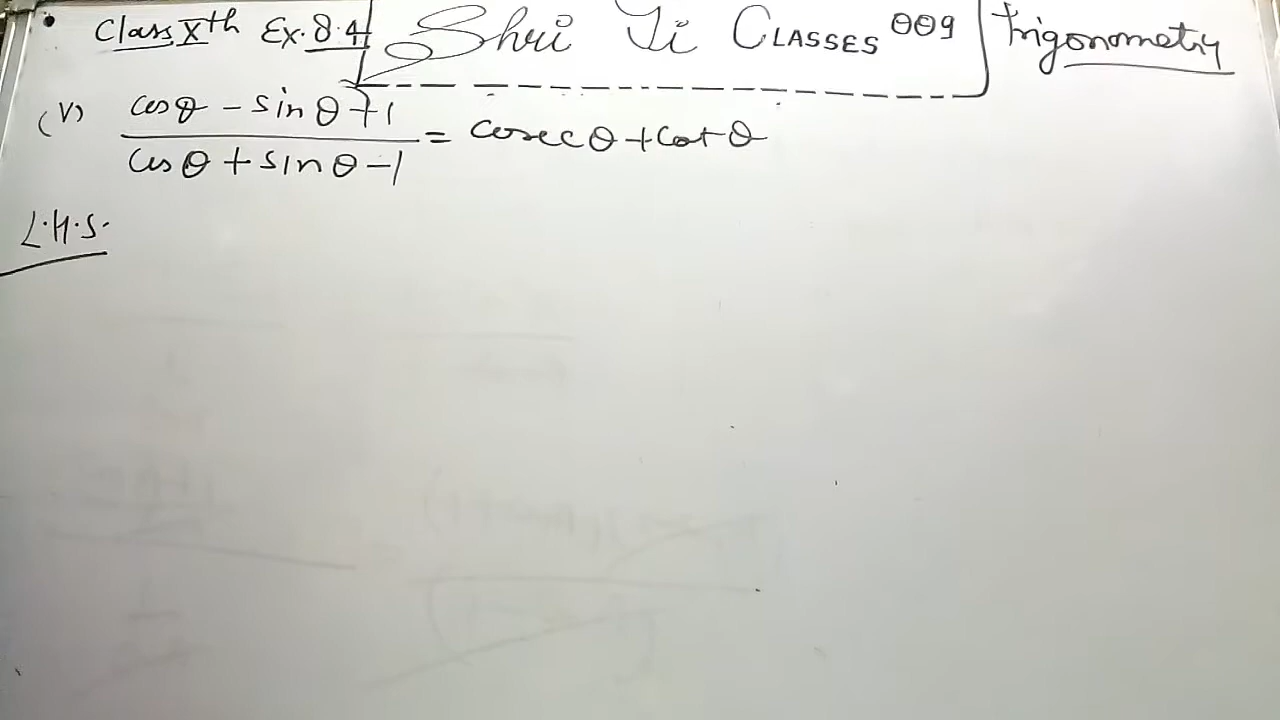 • Class Xth Ex. 8.4 Shri Ji CLASSES 009 Trigonometry
(V) cosθ - sinθ + 1 / cosθ + sinθ - 1 = cosecθ + cotθ
L.H.S.